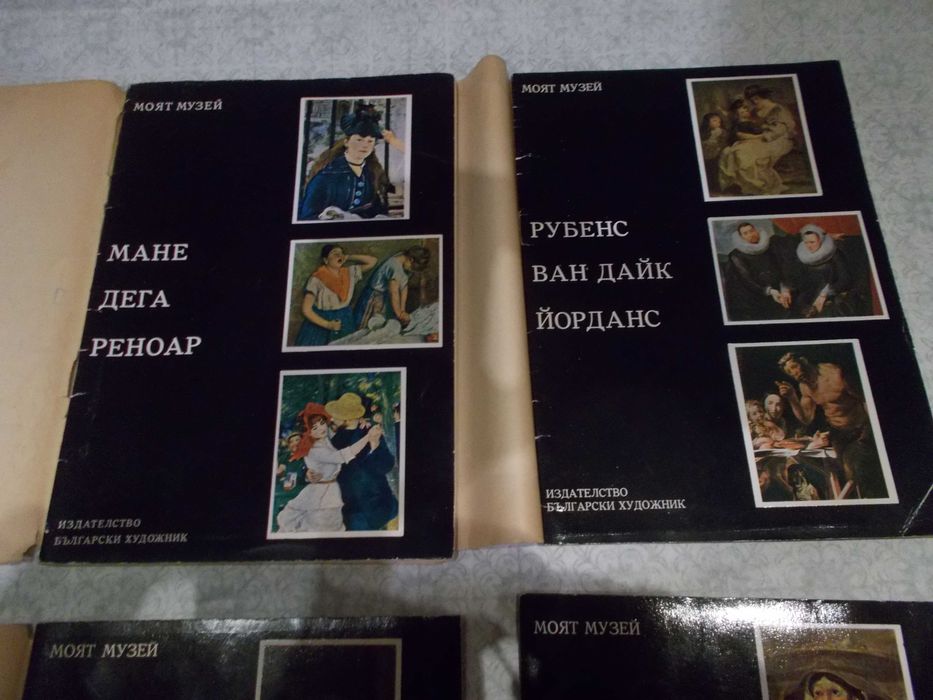 МОЯТ МУЗЕЙ
МАНЕ
ДЕГА
РЕНОАР
ИЗДАТЕЛСТВО
БЪЛГАРСКИ ХУДОЖНИК
МОЯТ МУЗЕЙ
РУБЕНС
ВАН ДАЙК
ЙОРДАНС
ИЗДАТЕЛСТВО
БЪЛГАРСКИ ХУДОЖНИК
МОЯТ МУЗЕЙ
МОЯТ МУЗЕЙ